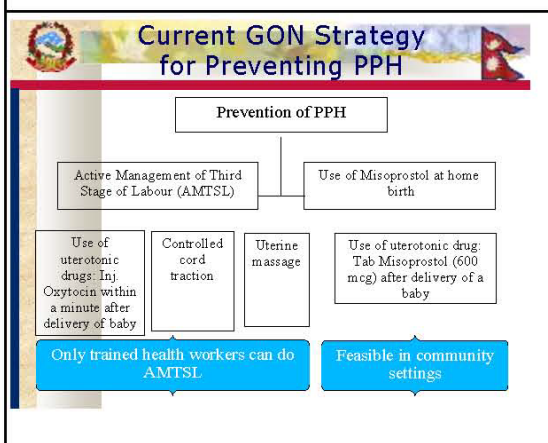 Current GON Strategy
for Preventing PPH
Prevention of PPH
Active Management of Third
Stage of Labour (AMTSL)
Use of Misoprostol at home
birth
Use of
uterotonic
drugs: Inj.
Oxytocin within
a minute after
delivery of baby
Controlled
cord
traction
Uterine
massage
Use of uterotonic drug:
Tab Misoprostol (600
mcg) after delivery of a
baby
Only trained health workers can do
AMTSL
Feasible in community
settings